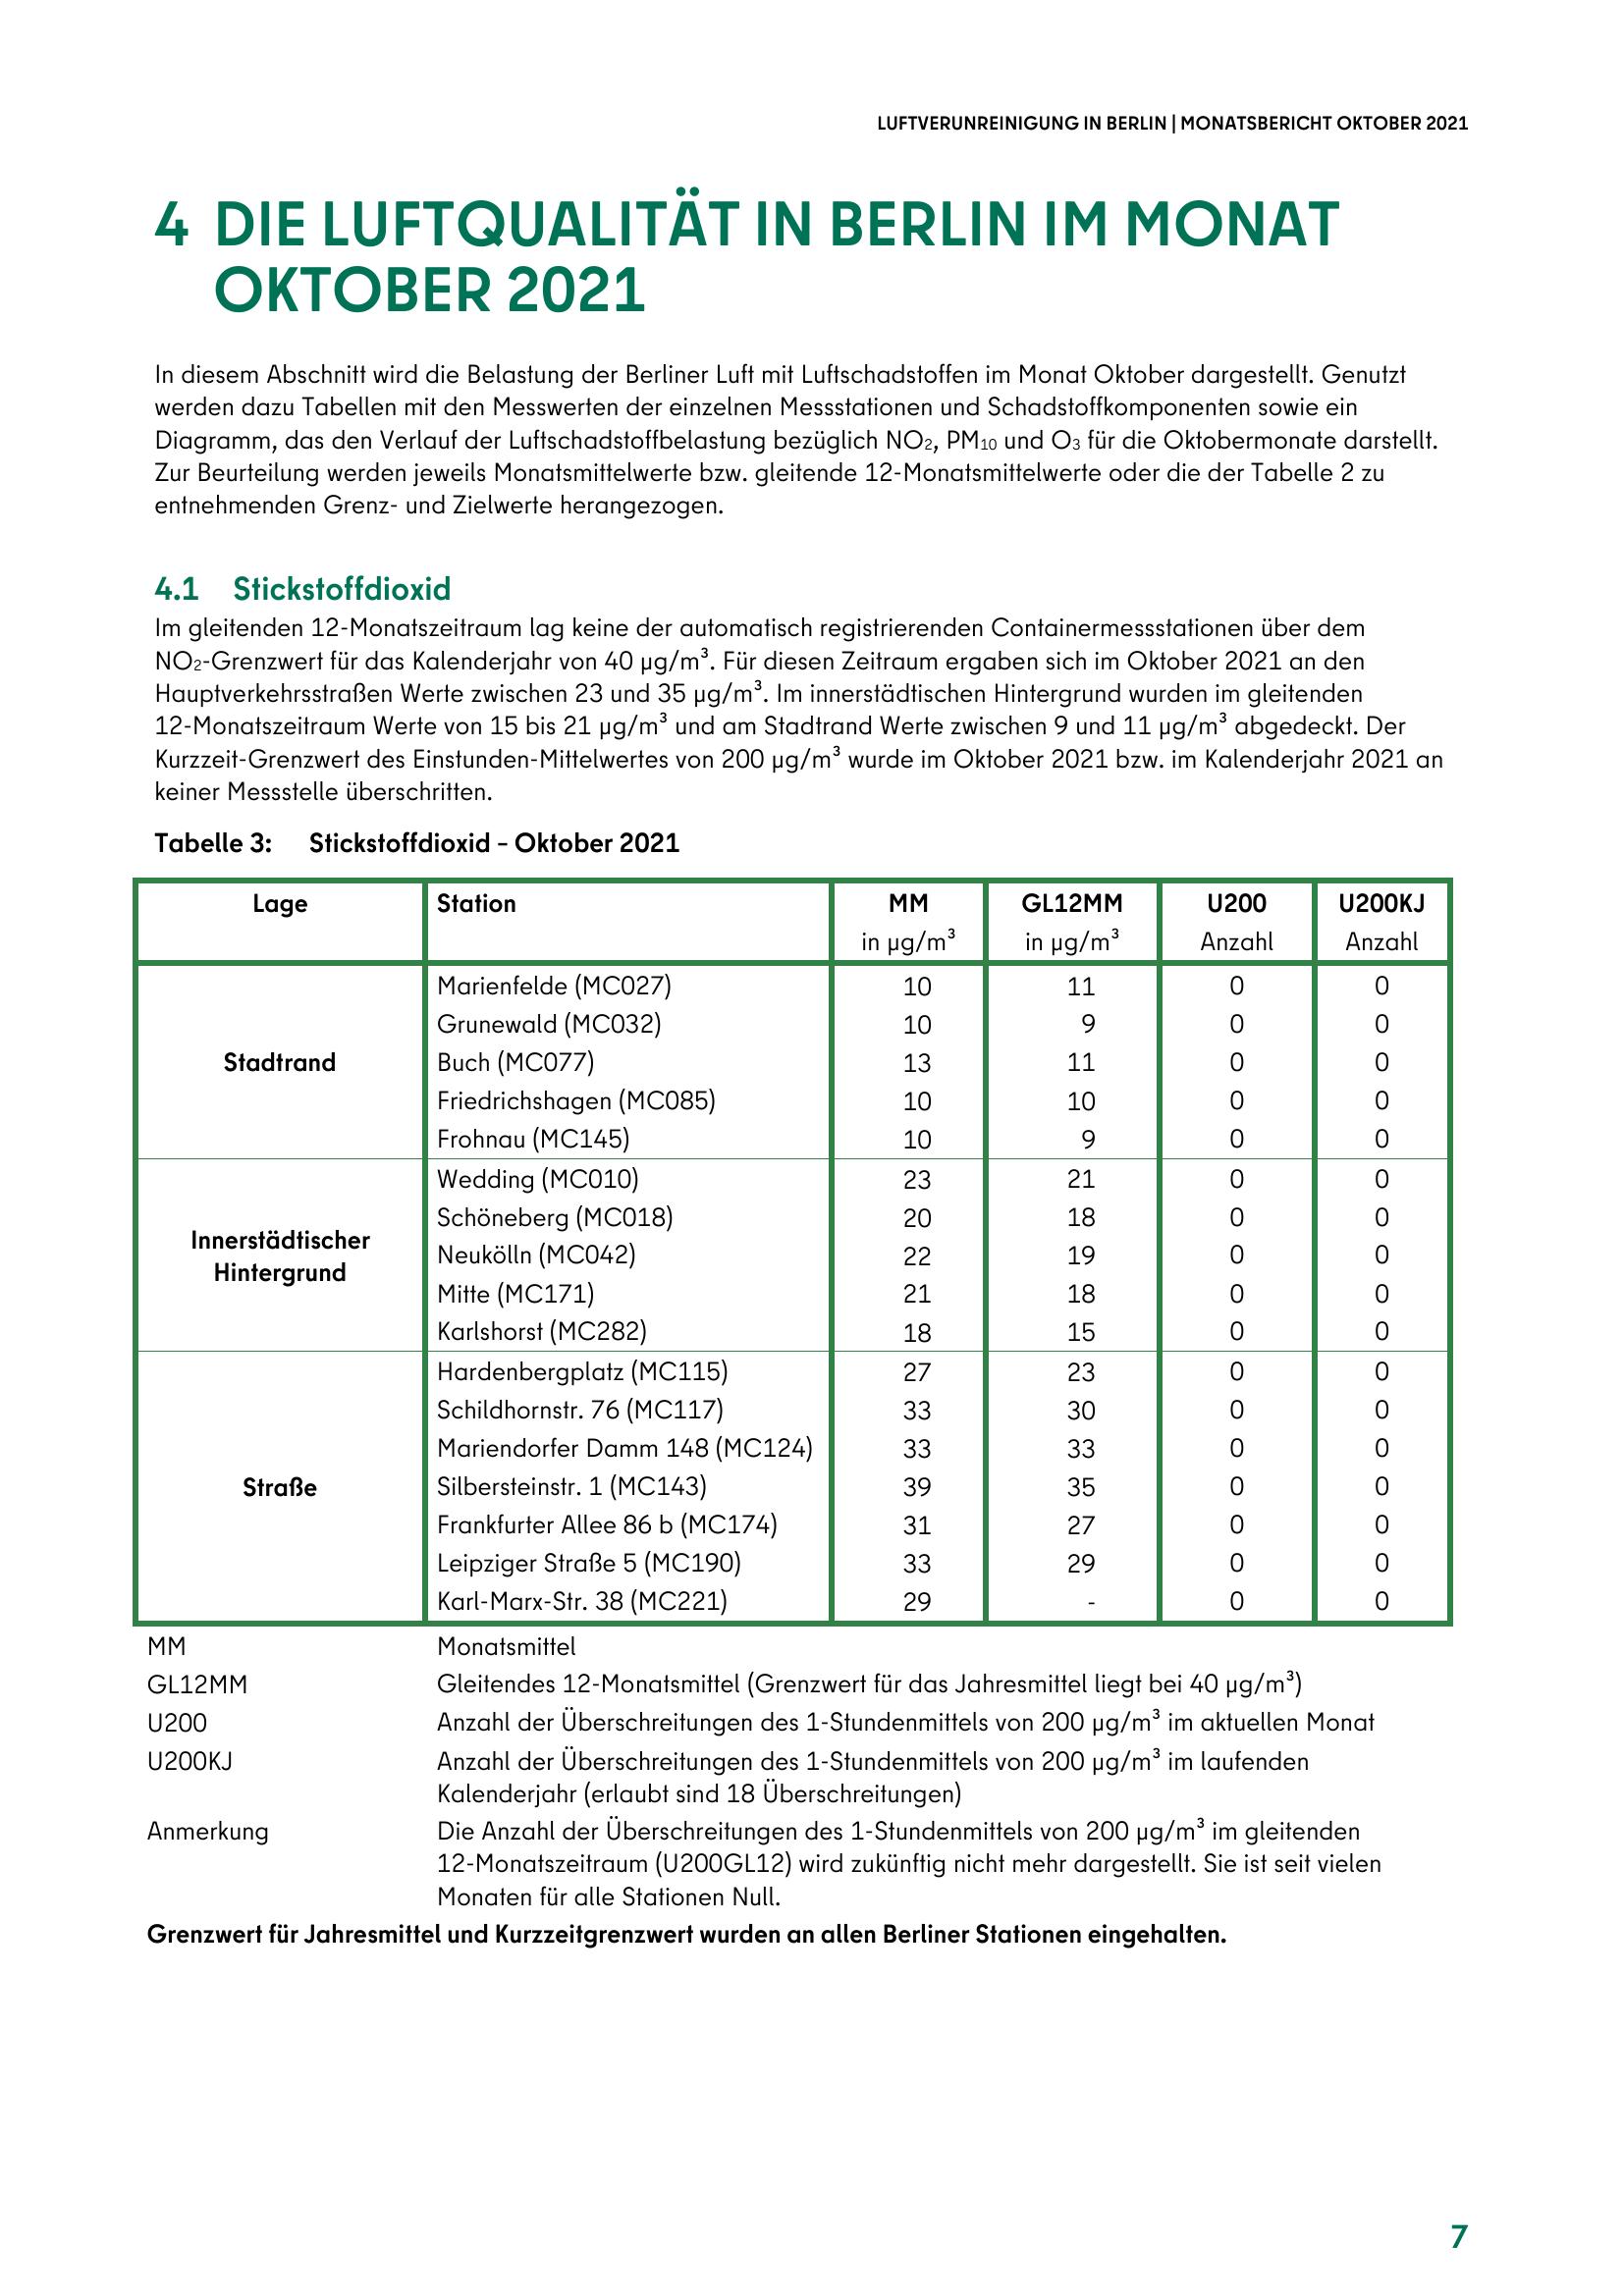 LUFTVERUNREINIGUNG IN BERLIN | MONATSBERICHT OKTOBER 2021
4 DIE LUFTQUALITÄT IN BERLIN IM MONAT
OKTOBER 2021
In diesem Abschnitt wird die Belastung der Berliner Luft mit Luftschadstoffen im Monat Oktober dargestellt. Genutzt
werden dazu Tabellen mit den Messwerten der einzelnen Messstationen und Schadstoffkomponenten sowie ein
Diagramm, das den Verlauf der Luftschadstoffbelastung bezüglich NO₂, PM₁₀ und O₃ für die Oktobermonate darstellt.
Zur Beurteilung werden jeweils Monatsmittelwerte bzw. gleitende 12-Monatsmittelwerte oder die der Tabelle 2 zu
entnehmenden Grenz- und Zielwerte herangezogen.
4.1 Stickstoffdioxid
Im gleitenden 12-Monatszeitraum lag keine der automatisch registrierenden Containermessstationen über dem
NO₂-Grenzwert für das Kalenderjahr von 40 µg/m³. Für diesen Zeitraum ergaben sich im Oktober 2021 an den
Hauptverkehrsstraßen Werte zwischen 23 und 35 µg/m³. Im innerstädtischen Hintergrund wurden im gleitenden
12-Monatszeitraum Werte von 15 bis 21 µg/m³ und am Stadtrand Werte zwischen 9 und 11 µg/m³ abgedeckt. Der
Kurzzeit-Grenzwert des Einstunden-Mittelwertes von 200 µg/m³ wurde im Oktober 2021 bzw. im Kalenderjahr 2021 an
keiner Messstelle überschritten.
Tabelle 3: Stickstoffdioxid – Oktober 2021
Lage Station MM GL12MM U200 U200KJ
in µg/m³ in µg/m³ Anzahl Anzahl
Marienfelde (MC027) 10 11 0 0
Grunewald (MC032) 10 9 0 0
Stadtrand Buch (MC077) 13 11 0 0
Friedrichshagen (MC085) 10 10 0 0
Frohnau (MC145) 10 9 0 0
Wedding (MC010) 23 21 0 0
Schöneberg (MC018) 20 18 0 0
Innerstädtischer
Hintergrund
Neukölln (MC042) 22 19 0 0
Mitte (MC171) 21 18 0 0
Karlshorst (MC282) 18 15 0 0
Hardenbergplatz (MC115) 27 23 0 0
Schildhornstr. 76 (MC117) 33 30 0 0
Mariendorfer Damm 148 (MC124) 33 33 0 0
Straße Silbersteinstr. 1 (MC143) 39 35 0 0
Frankfurter Allee 86 b (MC174) 31 27 0 0
Leipziger Straße 5 (MC190) 33 29 0 0
Karl-Marx-Str. 38 (MC221) 29 - 0 0
MM Monatsmittel
GL12MM Gleitendes 12-Monatsmittel (Grenzwert für das Jahresmittel liegt bei 40 µg/m³)
U200 Anzahl der Überschreitungen des 1-Stundenmittels von 200 µg/m³ im aktuellen Monat
U200KJ Anzahl der Überschreitungen des 1-Stundenmittels von 200 µg/m³ im laufenden
Kalenderjahr (erlaubt sind 18 Überschreitungen)
Anmerkung Die Anzahl der Überschreitungen des 1-Stundenmittels von 200 µg/m³ im gleitenden
12-Monatszeitraum (U200GL12) wird zukünftig nicht mehr dargestellt. Sie ist seit vielen
Monaten für alle Stationen Null.
Grenzwert für Jahresmittel und Kurzzeitgrenzwert wurden an allen Berliner Stationen eingehalten.
7